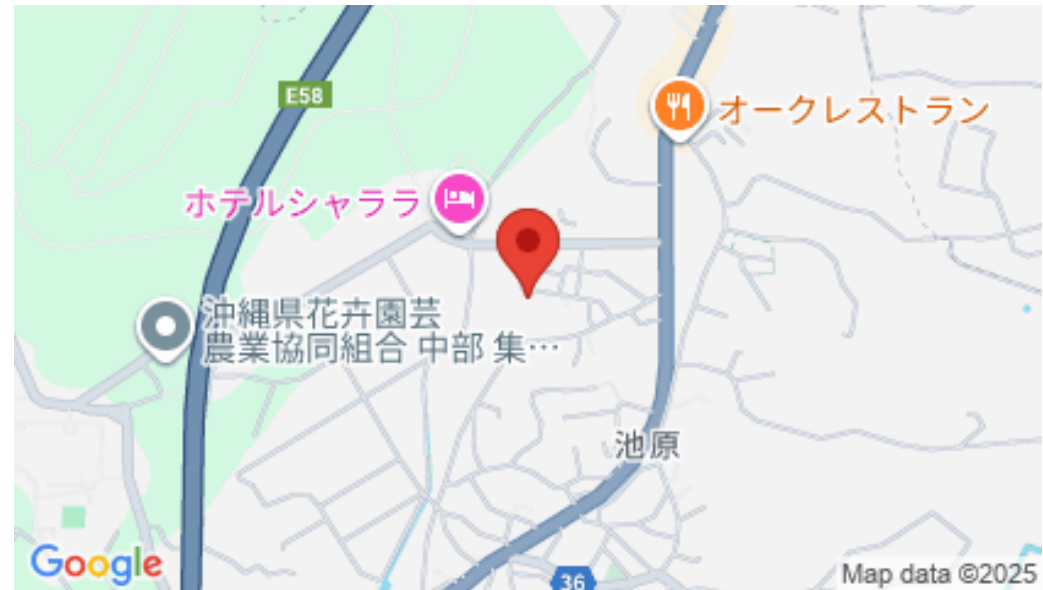 E58
オークレストラン
ホテルシャララ
沖縄県花卉園芸
農業協同組合 中部 集…
池原
36
Google
Map data ©2025